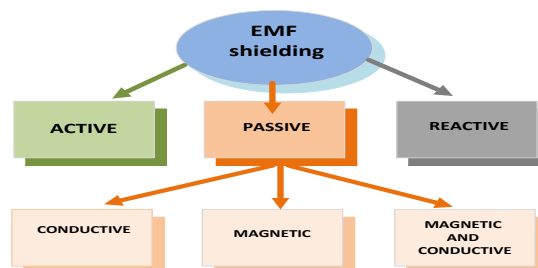 EMF
shielding
ACTIVE
PASSIVE
REACTIVE
CONDUCTIVE
MAGNETIC
MAGNETIC
AND
CONDUCTIVE